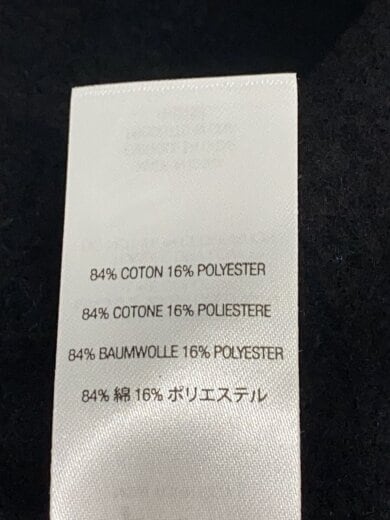 84% COTON 16% POLYESTER
84% COTONE 16% POLIESTERE
84% BAUMWOLLE 16% POLYESTER
84% 綿 16% ポリエステル